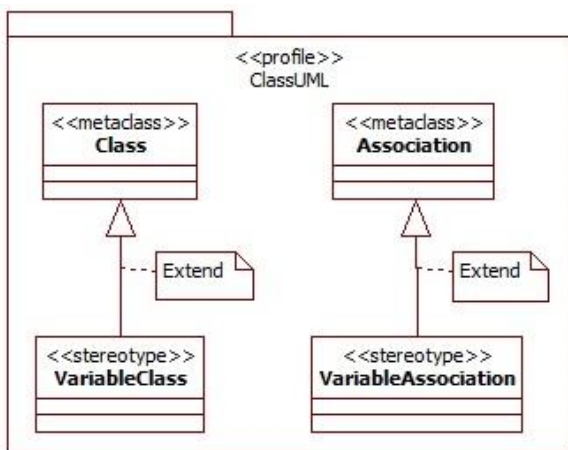 <<profile>>
ClassUML
<<metaclass>>
Class
<<metaclass>>
Association
Extend
Extend
<<stereotype>>
VariableClass
<<stereotype>>
VariableAssociation